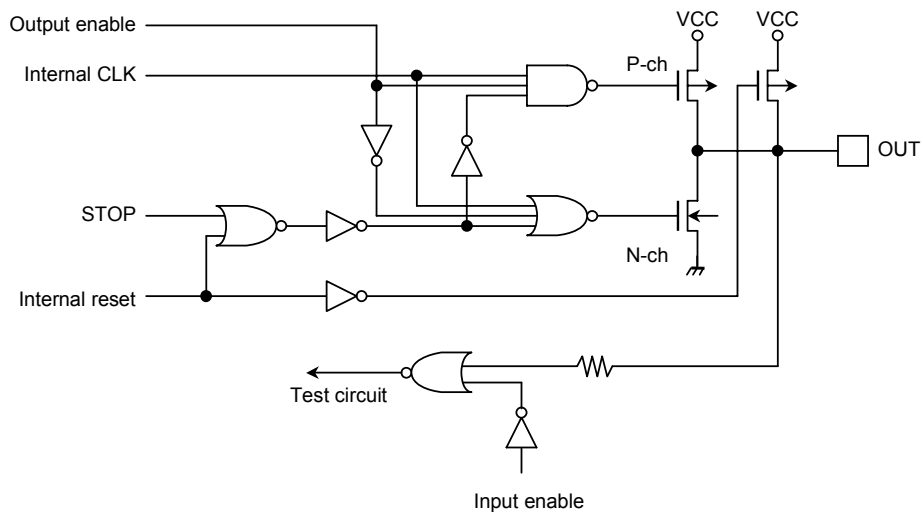 Output enable
VCC
VCC
Internal CLK
P-ch
OUT
STOP
N-ch
Internal reset
Test circuit
Input enable